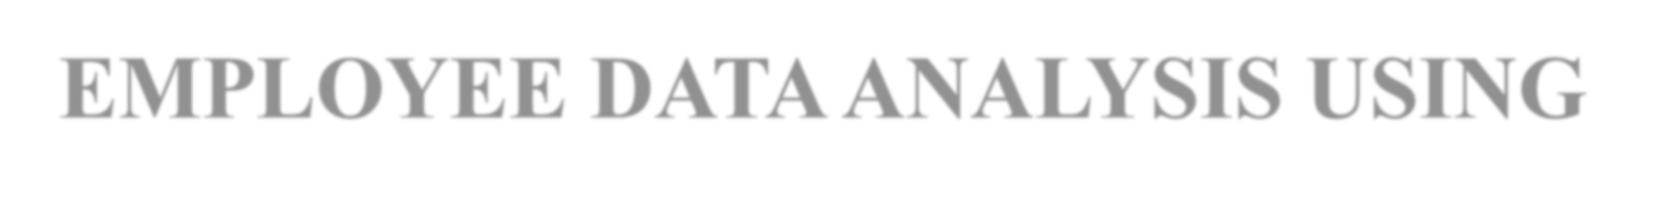 EMPLOYEE DATA ANALYSIS USING